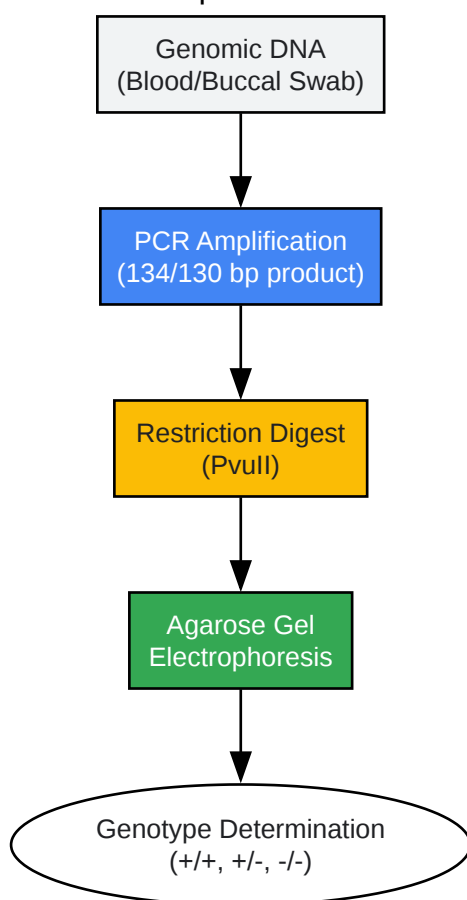 Genomic DNA
(Blood/Buccal Swab)
PCR Amplification
(134/130 bp product)
Restriction Digest
(PvuII)
Agarose Gel
Electrophoresis
Genotype Determination
(+/+, +/-, -/-)